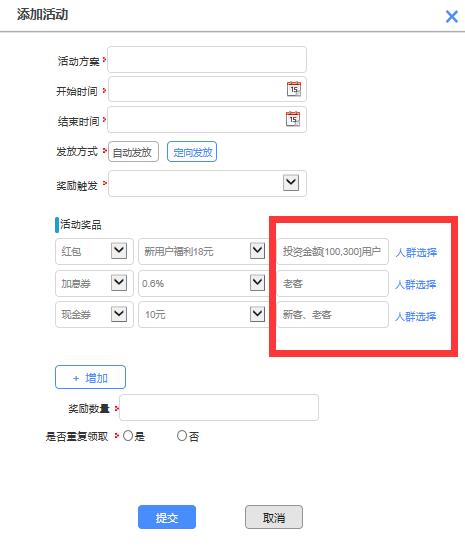 添加活动
活动方案
开始时间 15
结束时间 15
发放方式 自动发放 定向发放
奖励触发
活动奖品
红包 新用户福利18元 投资金额[100,300]用户 人群选择
加息券 0.6% 老客 人群选择
现金券 10元 新客、老客 人群选择
+ 增加
奖励数量
是否重复领取 是 否
提交 取消